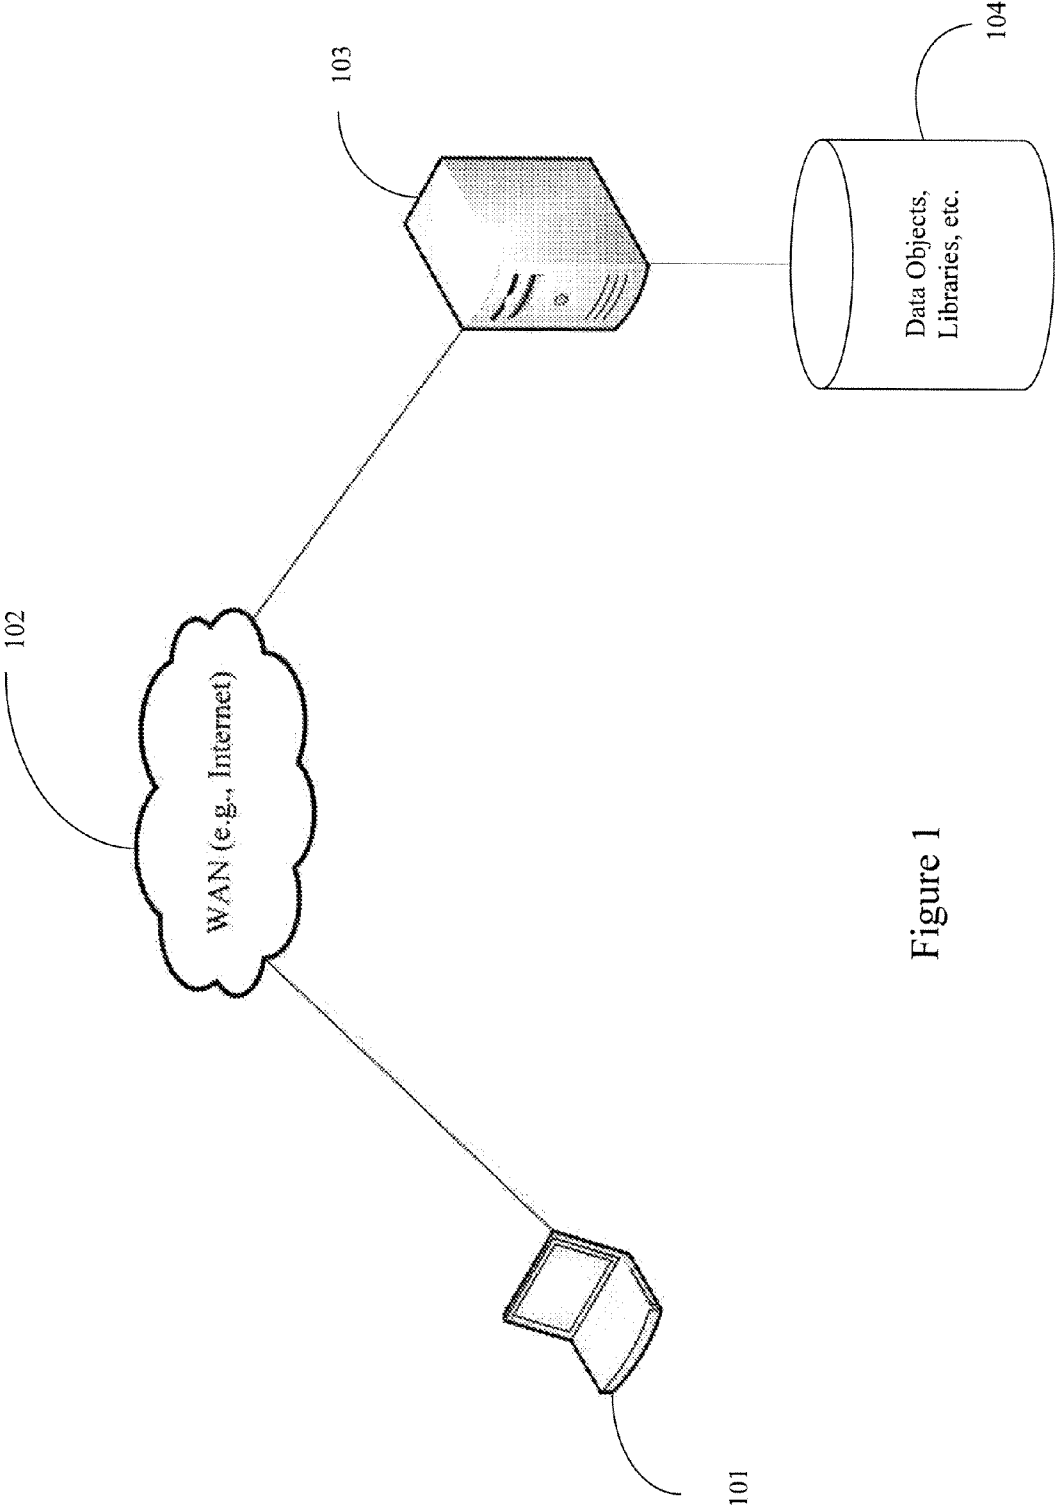 102
WAN (e.g., Internet)
103
101
Data Objects,
Libraries, etc.
104
Figure 1